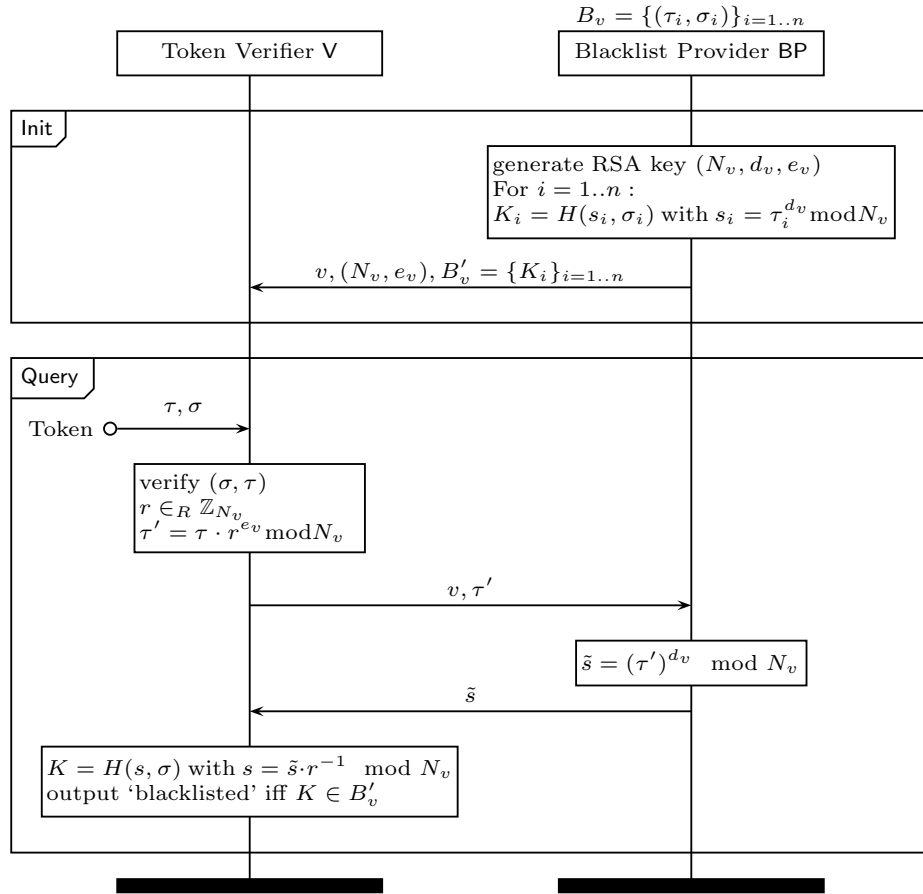 B_v = {(τ_i, σ_i)}_{i=1..n}
Token Verifier V
Blacklist Provider BP
Init
generate RSA key (N_v, d_v, e_v)
For i = 1..n :
K_i = H(s_i, σ_i) with s_i = τ_i^{d_v} mod N_v
v, (N_v, e_v), B'_v = {K_i}_{i=1..n}
Query
τ, σ
Token
verify (σ, τ)
r ∈_R ℤ_{N_v}
τ' = τ · r^{e_v} mod N_v
v, τ'
s̃ = (τ')^{d_v} mod N_v
s̃
K = H(s, σ) with s = s̃·r^{-1} mod N_v
output ‘blacklisted’ iff K ∈ B'_v